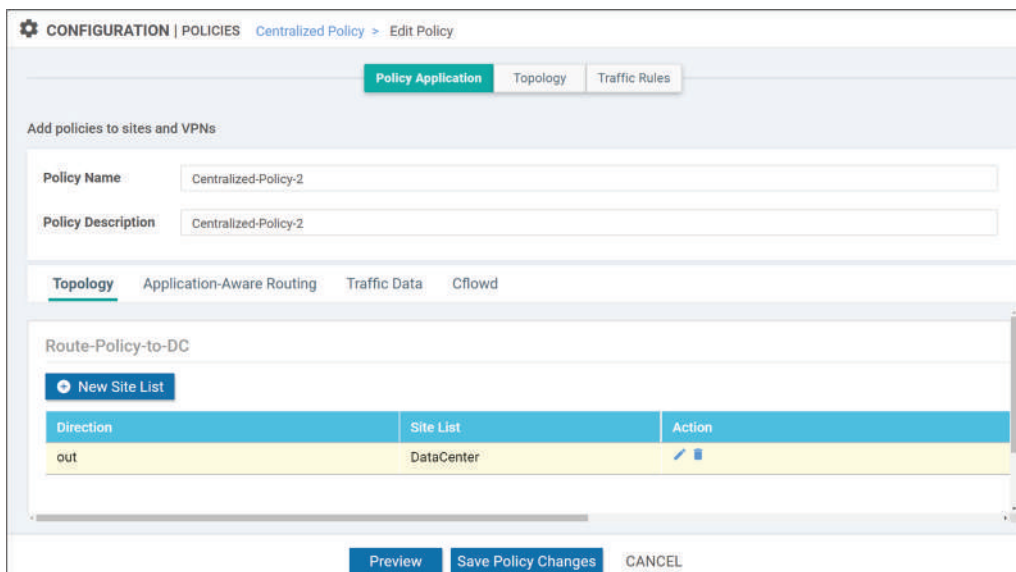 CONFIGURATION | POLICIES Centralized Policy > Edit Policy
Policy Application Topology Traffic Rules
Add policies to sites and VPNs
Policy Name Centralized-Policy-2
Policy Description Centralized-Policy-2
Topology Application-Aware Routing Traffic Data Cflowd
Route-Policy-to-DC
New Site List
Direction Site List Action
out DataCenter
Preview Save Policy Changes CANCEL